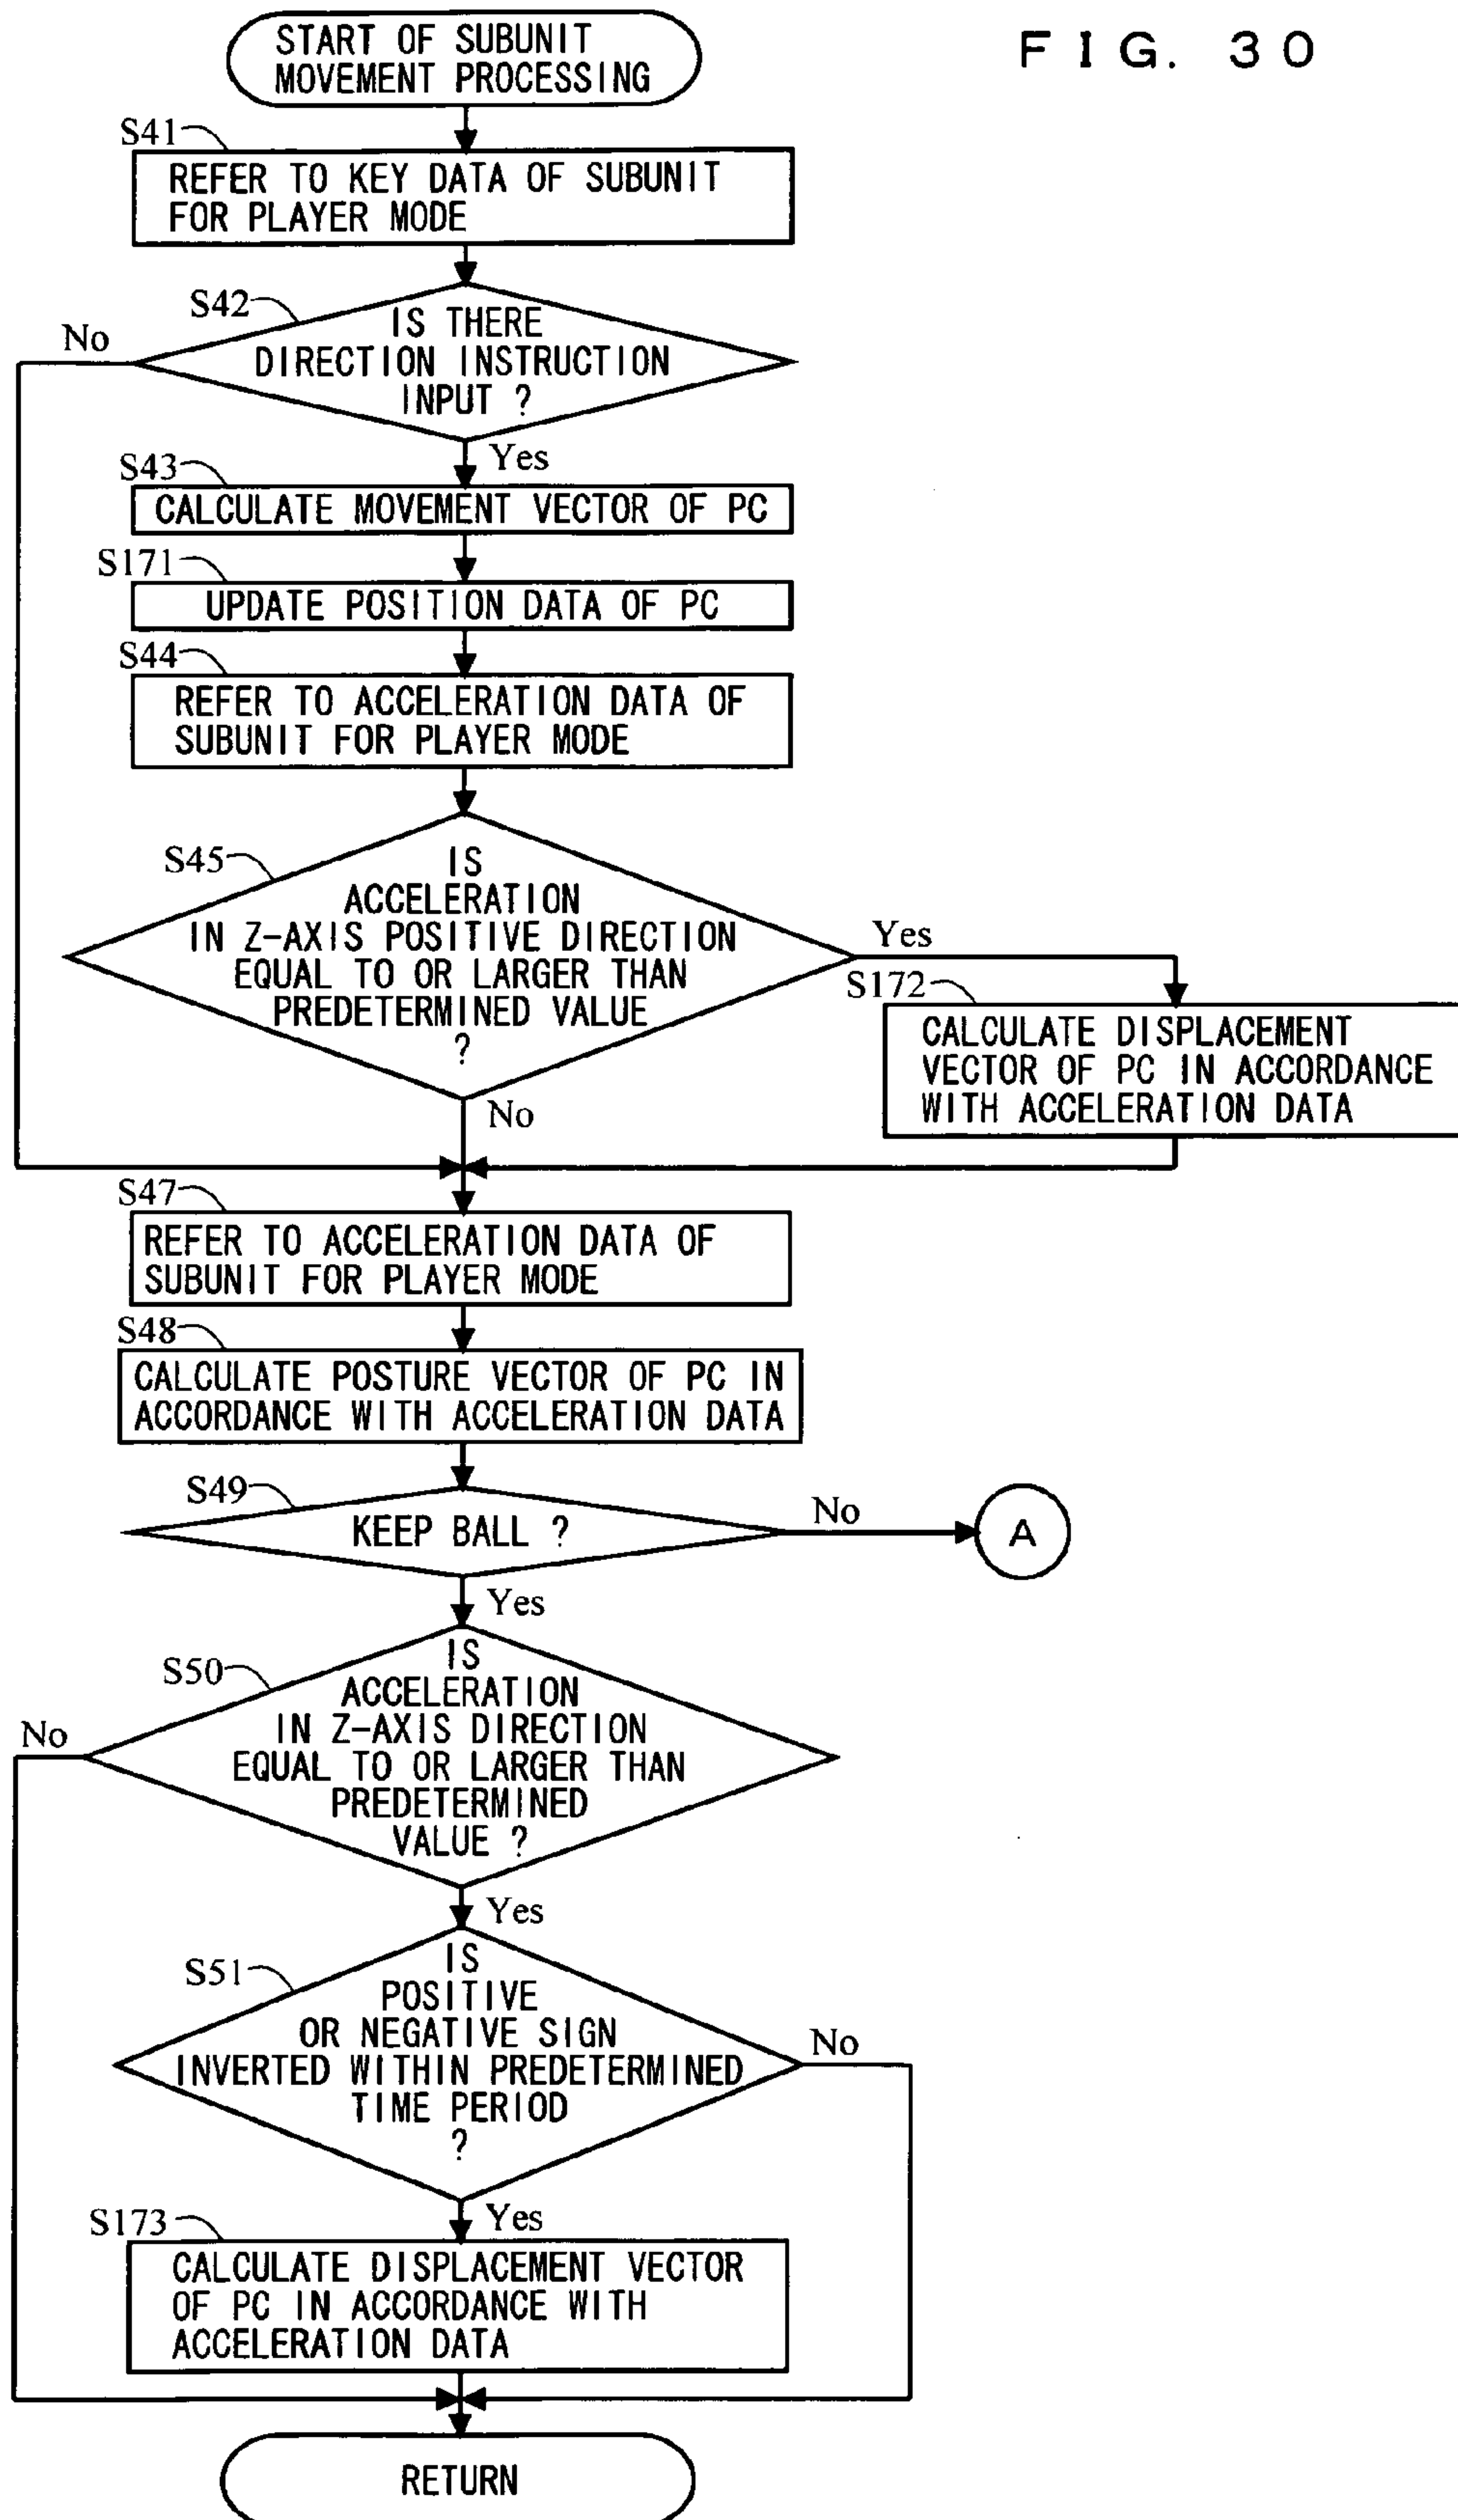 START OF SUBUNIT
MOVEMENT PROCESSING
FIG. 30
S41
REFER TO KEY DATA OF SUBUNIT
FOR PLAYER MODE
S42
No
IS THERE
DIRECTION INSTRUCTION
INPUT ?
Yes
S43
CALCULATE MOVEMENT VECTOR OF PC
S171
UPDATE POSITION DATA OF PC
S44
REFER TO ACCELERATION DATA OF
SUBUNIT FOR PLAYER MODE
S45
IS
ACCELERATION
IN Z-AXIS POSITIVE DIRECTION
EQUAL TO OR LARGER THAN
PREDETERMINED VALUE
?
Yes
S172
CALCULATE DISPLACEMENT
VECTOR OF PC IN ACCORDANCE
WITH ACCELERATION DATA
No
S47
REFER TO ACCELERATION DATA OF
SUBUNIT FOR PLAYER MODE
S48
CALCULATE POSTURE VECTOR OF PC IN
ACCORDANCE WITH ACCELERATION DATA
S49
KEEP BALL ?
No
A
Yes
S50
No
IS
ACCELERATION
IN Z-AXIS DIRECTION
EQUAL TO OR LARGER THAN
PREDETERMINED
VALUE ?
Yes
S51
IS
POSITIVE
OR NEGATIVE SIGN
INVERTED WITHIN PREDETERMINED
TIME PERIOD
?
No
Yes
S173
CALCULATE DISPLACEMENT VECTOR
OF PC IN ACCORDANCE WITH
ACCELERATION DATA
RETURN